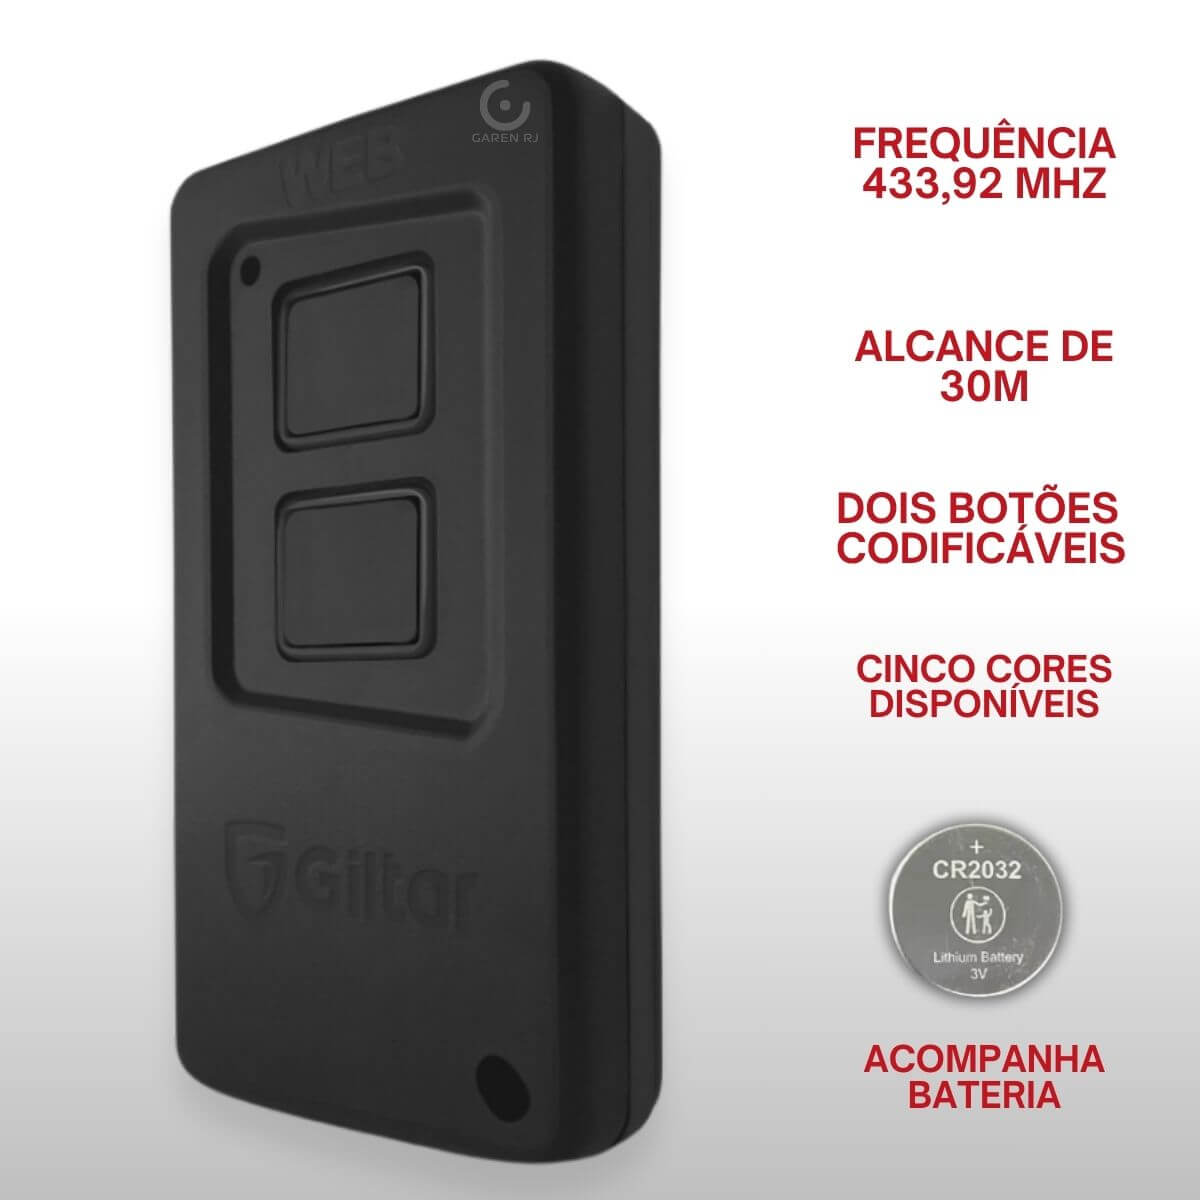 GAREN RJ
WEB
Giltar
FREQUÊNCIA
433,92 MHZ
ALCANCE DE
30M
DOIS BOTÕES
CODIFICÁVEIS
CINCO CORES
DISPONÍVEIS
+
CR2032
Lithium Battery
3V
ACOMPANHA
BATERIA